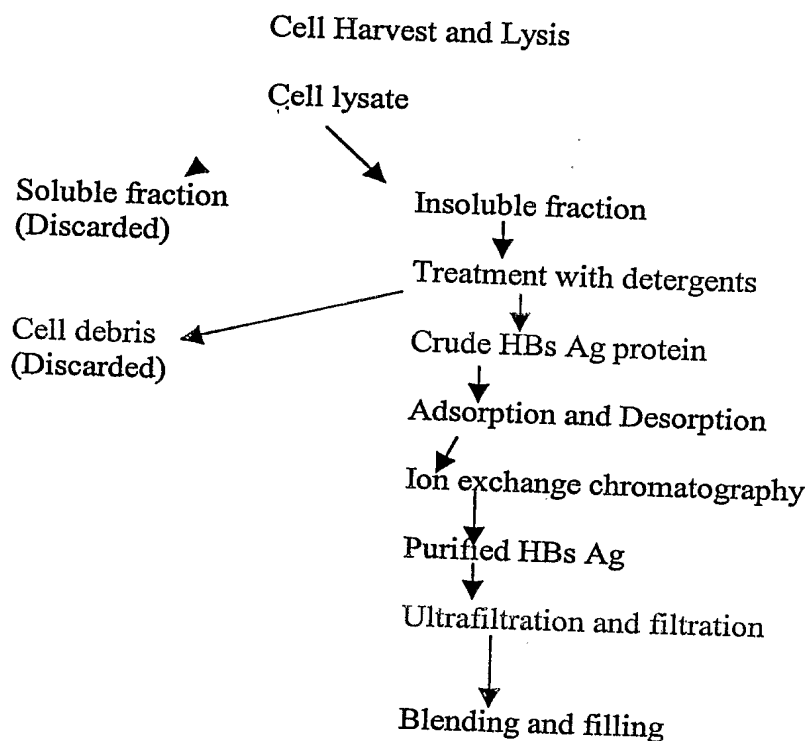 Cell Harvest and Lysis
Cell lysate
Soluble fraction
(Discarded)
Insoluble fraction
Treatment with detergents
Cell debris
(Discarded)
Crude HBs Ag protein
Adsorption and Desorption
Ion exchange chromatography
Purified HBs Ag
Ultrafiltration and filtration
Blending and filling